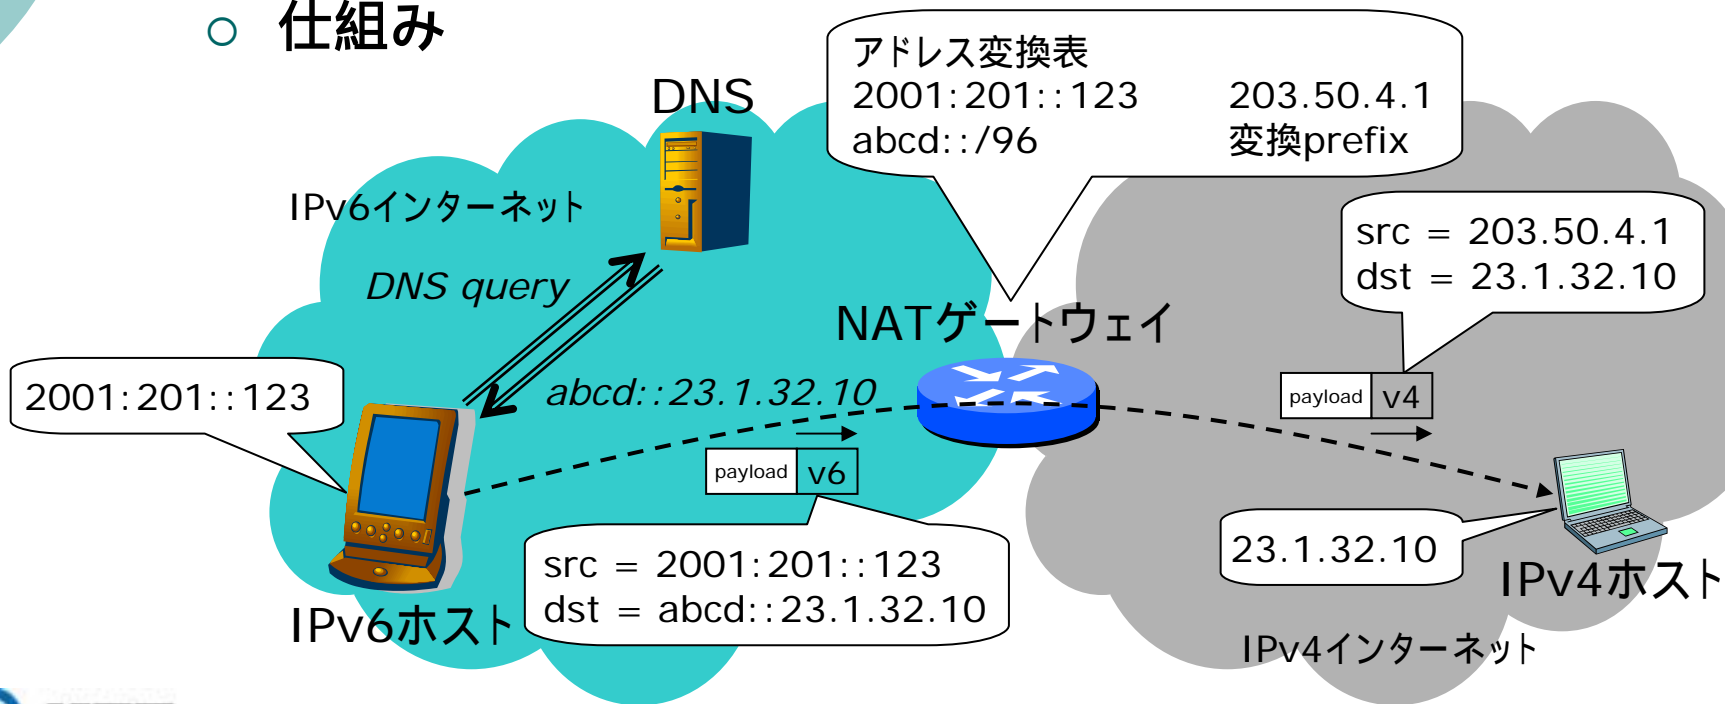 仕組み
DNS
アドレス変換表
2001:201::123 203.50.4.1
abcd::/96 変換prefix
IPv6インターネット
src = 203.50.4.1
dst = 23.1.32.10
DNS query
NATゲートウェイ
2001:201::123
abcd::23.1.32.10
payload v4
payload v6
23.1.32.10
src = 2001:201::123
dst = abcd::23.1.32.10
IPv4ホスト
IPv6ホスト
IPv4インターネット